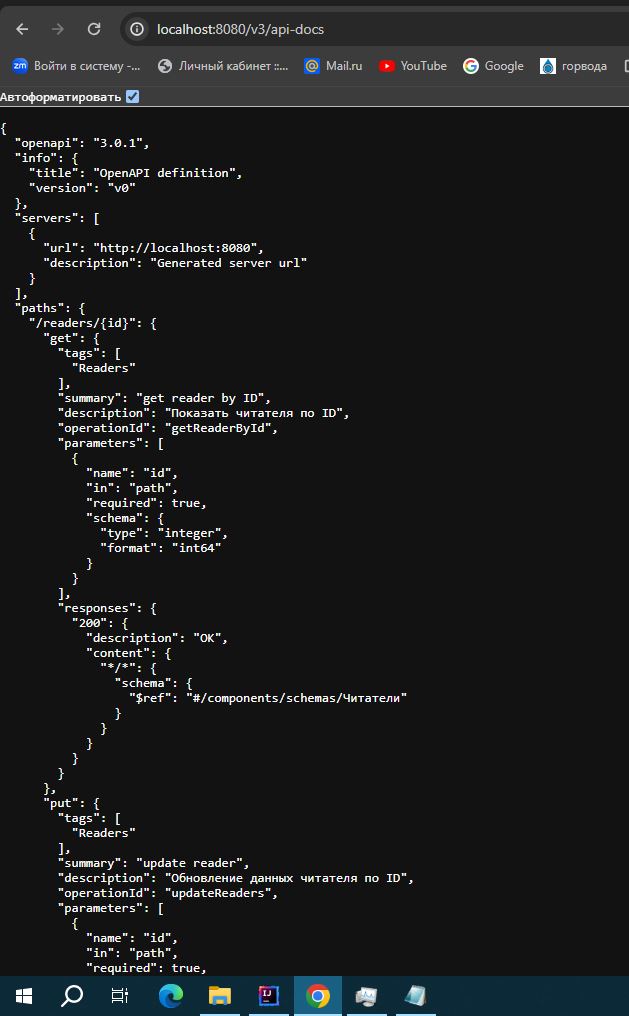 localhost:8080/v3/api-docs
zm Войти в систему -... Личный кабинет ::... Mail.ru YouTube Google горвода
Автоформатировать
{
  "openapi": "3.0.1",
  "info": {
    "title": "OpenAPI definition",
    "version": "v0"
  },
  "servers": [
    {
      "url": "http://localhost:8080",
      "description": "Generated server url"
    }
  ],
  "paths": {
    "/readers/{id}": {
      "get": {
        "tags": [
          "Readers"
        ],
        "summary": "get reader by ID",
        "description": "Показать читателя по ID",
        "operationId": "getReaderById",
        "parameters": [
          {
            "name": "id",
            "in": "path",
            "required": true,
            "schema": {
              "type": "integer",
              "format": "int64"
            }
          }
        ],
        "responses": {
          "200": {
            "description": "OK",
            "content": {
              "*/*": {
                "schema": {
                  "$ref": "#/components/schemas/Читатели"
                }
              }
            }
          }
        }
      },
      "put": {
        "tags": [
          "Readers"
        ],
        "summary": "update reader",
        "description": "Обновление данных читателя по ID",
        "operationId": "updateReaders",
        "parameters": [
          {
            "name": "id",
            "in": "path",
            "required": true,
IJ